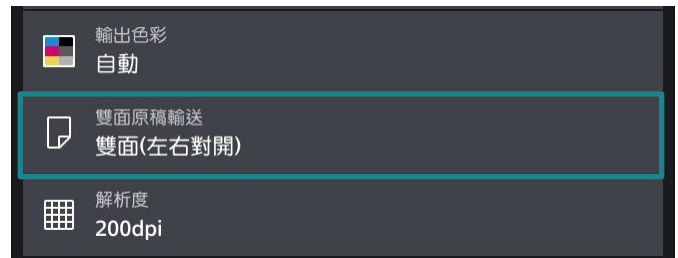 輸出色彩
自動
雙面原稿輸送
雙面(左右對開)
解析度
200dpi